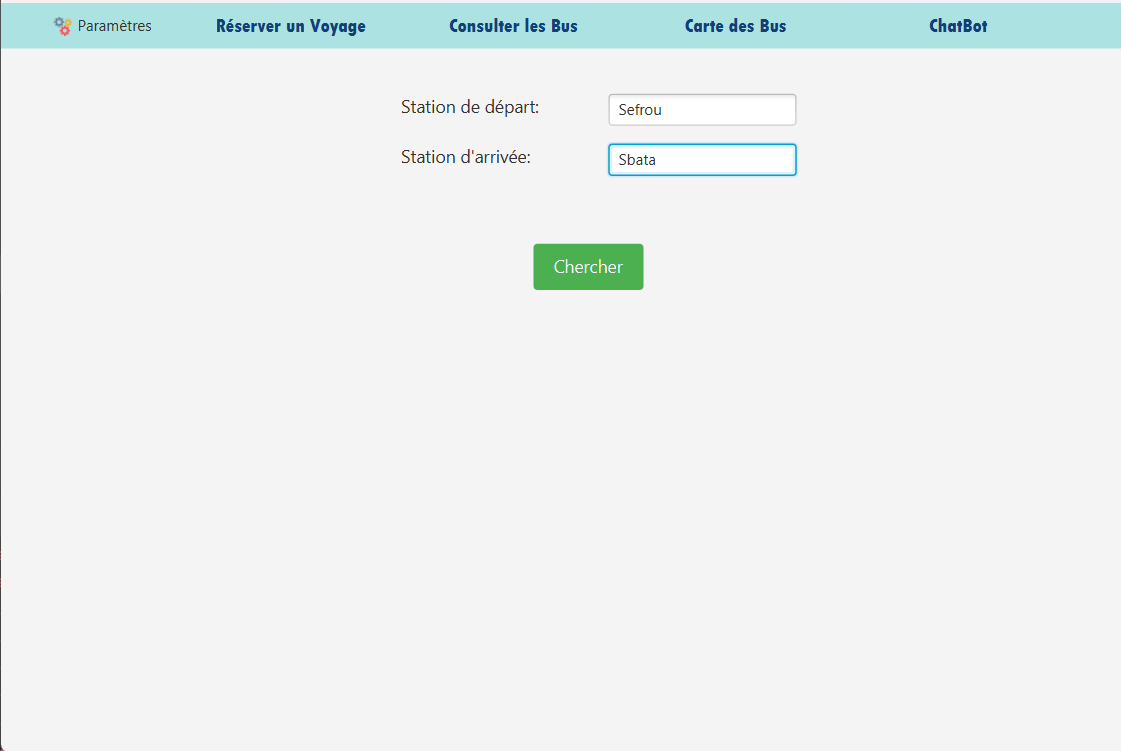 Paramètres Réserver un Voyage Consulter les Bus Carte des Bus ChatBot
Station de départ: Sefrou
Station d'arrivée: Sbata
Chercher